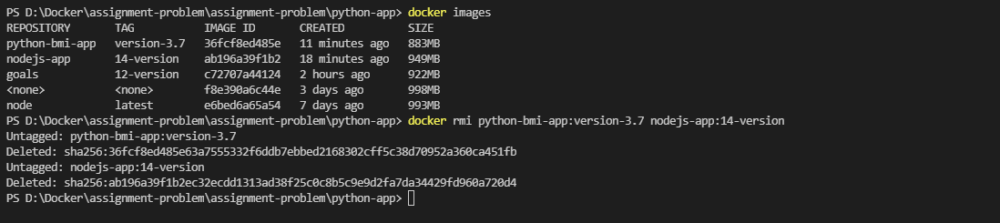 PS D:\Docker\assignment-problem\assignment-problem\python-app> docker images
REPOSITORY TAG IMAGE ID CREATED SIZE
python-bmi-app version-3.7 36fcf8ed485e 11 minutes ago 883MB
nodejs-app 14-version ab196a39f1b2 18 minutes ago 949MB
goals 12-version c72707a44124 2 hours ago 922MB
<none> <none> f8e390a6c44e 3 days ago 998MB
node latest e6bed6a65a54 7 days ago 993MB
PS D:\Docker\assignment-problem\assignment-problem\python-app> docker rmi python-bmi-app:version-3.7 nodejs-app:14-version
Untagged: python-bmi-app:version-3.7
Deleted: sha256:36fcf8ed485e63a7555332f6ddb7ebbed2168302cff5c38d70952a360ca451fb
Untagged: nodejs-app:14-version
Deleted: sha256:ab196a39f1b2ec32ecdd1313ad38f25c0c8b5c9e9d2fa7da34429fd960a720d4
PS D:\Docker\assignment-problem\assignment-problem\python-app>